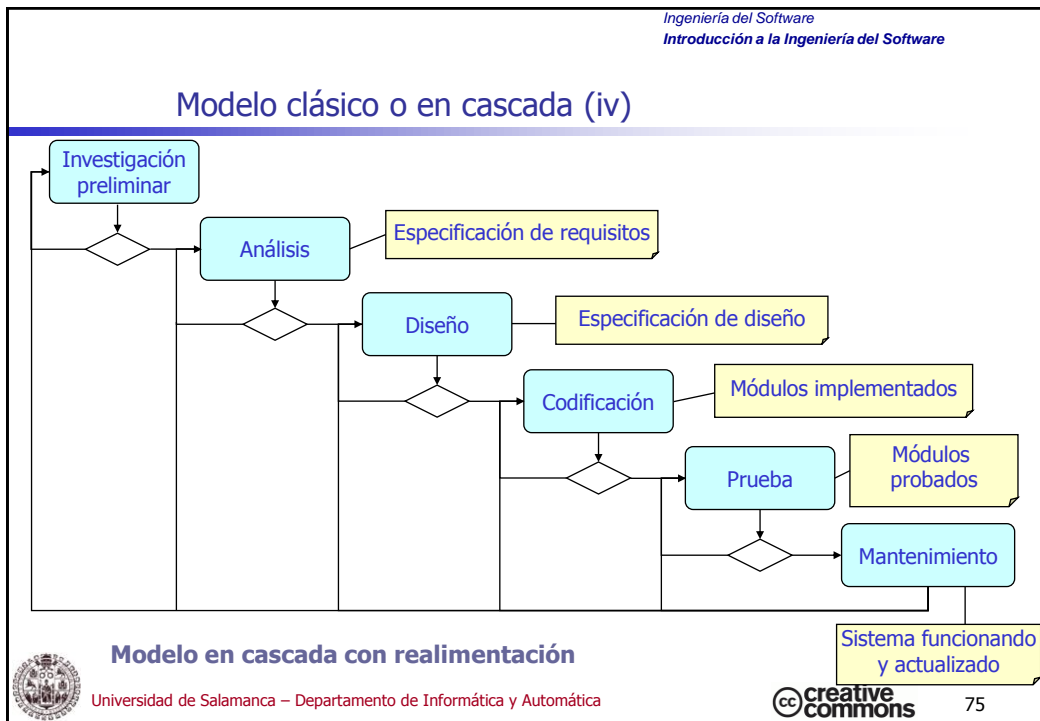 Ingeniería del Software
Introducción a la Ingeniería del Software
Modelo clásico o en cascada (iv)
Investigación
preliminar
Análisis
Especificación de requisitos
Diseño
Especificación de diseño
Codificación
Módulos implementados
Prueba
Módulos
probados
Mantenimiento
Sistema funcionando
y actualizado
Modelo en cascada con realimentación
Universidad de Salamanca – Departamento de Informática y Automática
cc creative
commons
75